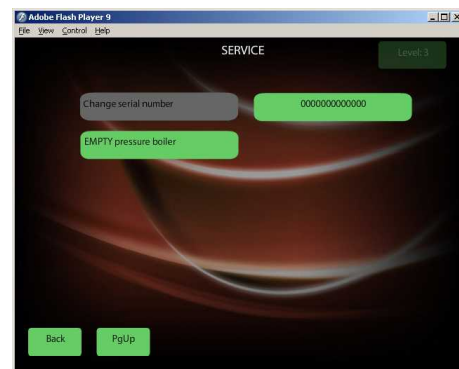 Adobe Flash Player 9
File View Control Help
SERVICE
Level: 3
Change serial number
0000000000000
EMPTY pressure boiler
Back
PgUp